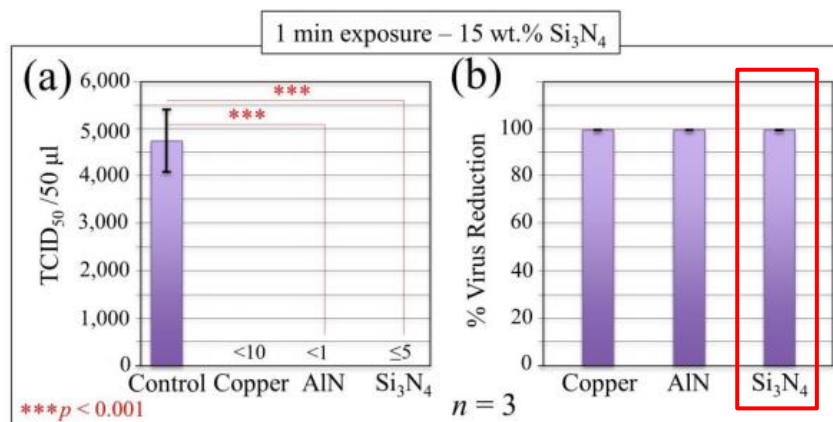 1 min exposure – 15 wt.% Si₃N₄
(a)
TCID₅₀ /50 µl
6,000
5,000
4,000
3,000
2,000
1,000
0
***
***
<10 <1 ≤5
Control Copper AlN Si₃N₄
***p < 0.001
(b)
% Virus Reduction
100
80
60
40
20
0
Copper AlN Si₃N₄
n = 3